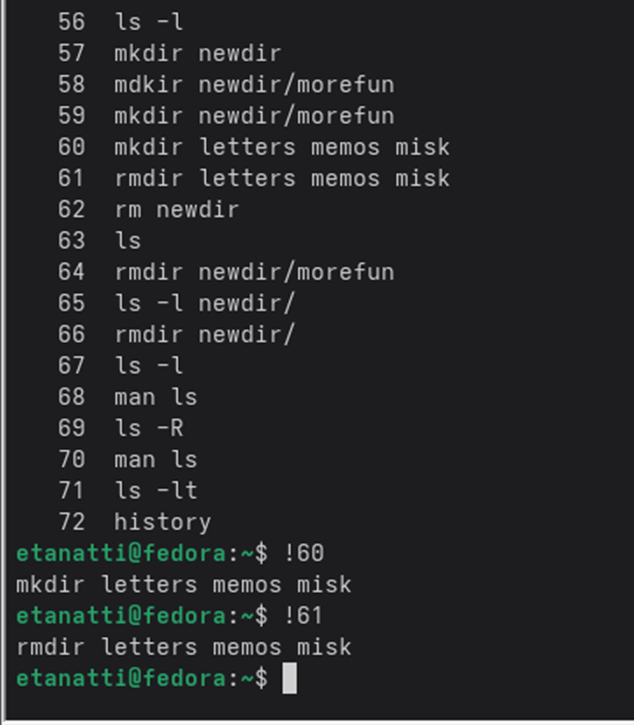 56 ls -l
57 mkdir newdir
58 mdkir newdir/morefun
59 mkdir newdir/morefun
60 mkdir letters memos misk
61 rmdir letters memos misk
62 rm newdir
63 ls
64 rmdir newdir/morefun
65 ls -l newdir/
66 rmdir newdir/
67 ls -l
68 man ls
69 ls -R
70 man ls
71 ls -lt
72 history
etanatti@fedora:~$ !60
mkdir letters memos misk
etanatti@fedora:~$ !61
rmdir letters memos misk
etanatti@fedora:~$